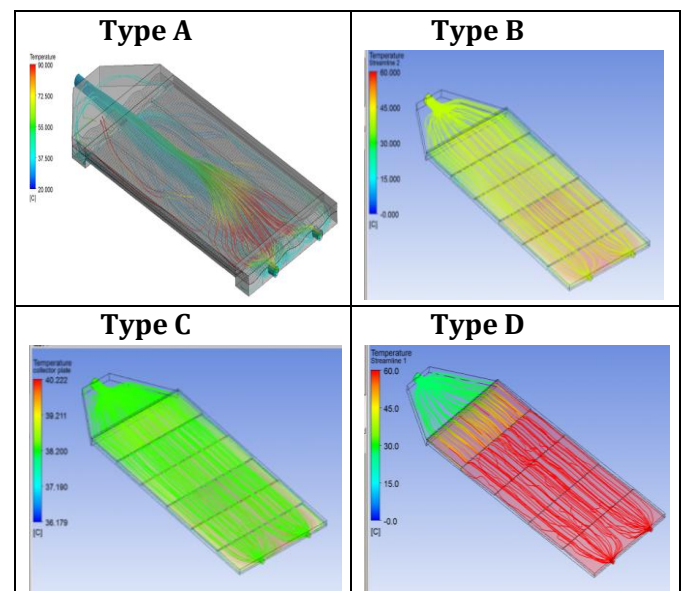 Type A
Temperature
90.000
72.500
55.000
37.500
20.000
[C]
Type B
Temperature
Streamline 2
60.000
45.000
30.000
15.000
-0.000
[C]
Type C
Temperature
collector plate
40.222
39.211
38.200
37.190
36.179
[C]
Type D
Temperature
Streamline 1
60.0
45.0
30.0
15.0
-0.0
[C]